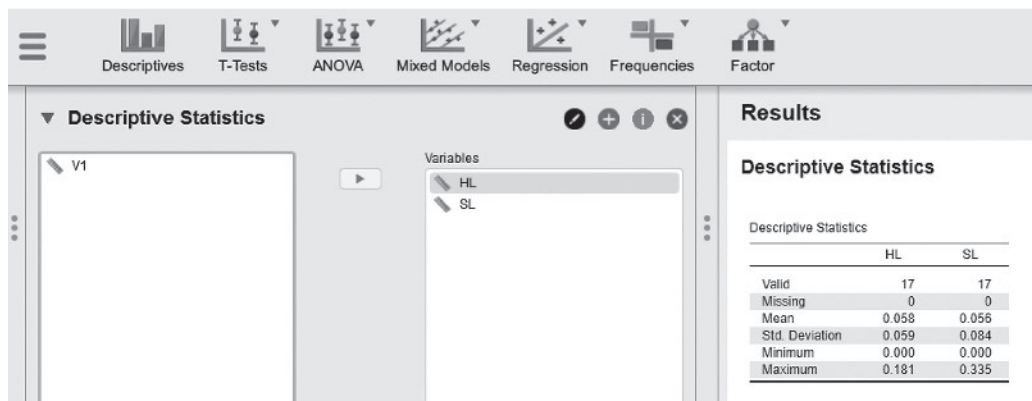 Descriptives T-Tests ANOVA Mixed Models Regression Frequencies Factor
Descriptive Statistics
V1
Variables
HL
SL
Results
Descriptive Statistics
Descriptive Statistics
HL SL
Valid 17 17
Missing 0 0
Mean 0.058 0.056
Std. Deviation 0.059 0.084
Minimum 0.000 0.000
Maximum 0.181 0.335